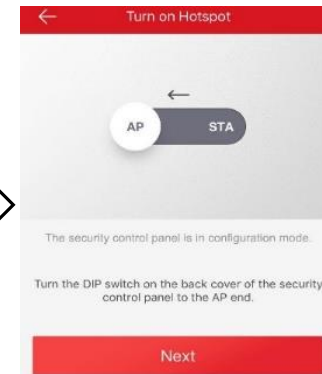 Turn on Hotspot
AP
STA
The security control panel is in configuration mode.
Turn the DIP switch on the back cover of the security
control panel to the AP end.
Next